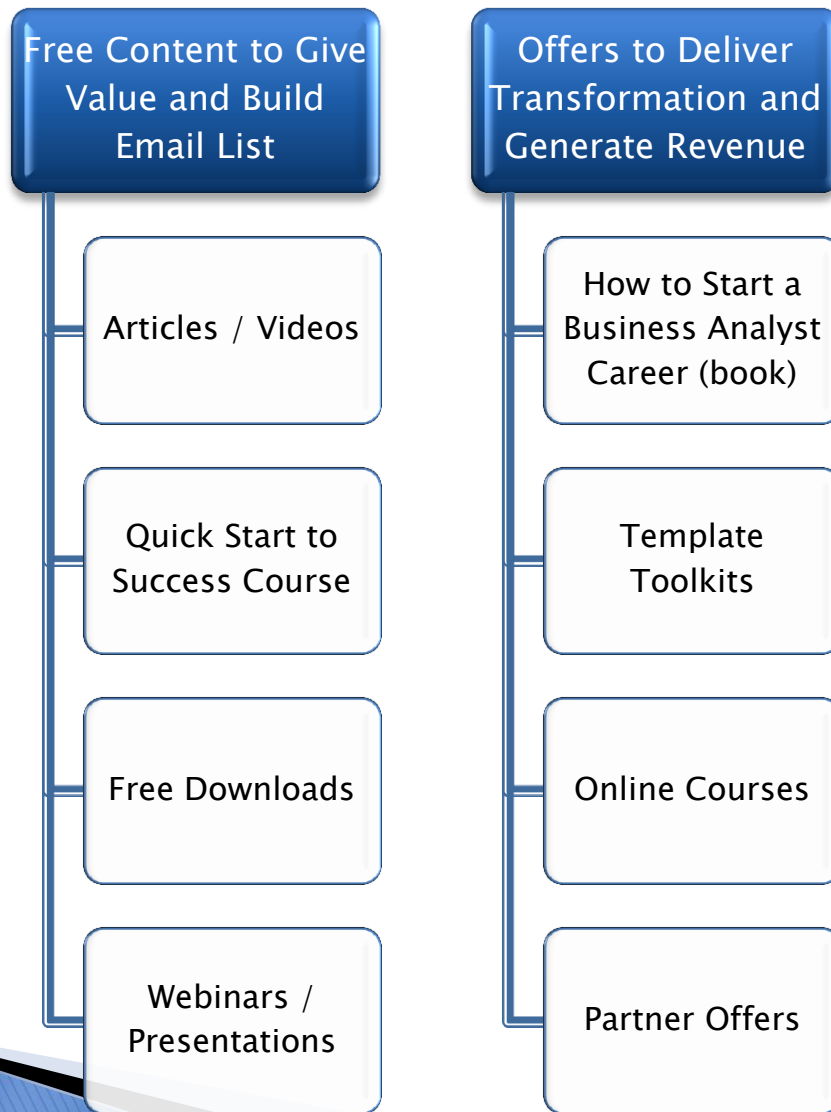 Free Content to Give
Value and Build
Email List
Articles / Videos
Quick Start to
Success Course
Free Downloads
Webinars /
Presentations
Offers to Deliver
Transformation and
Generate Revenue
How to Start a
Business Analyst
Career (book)
Template
Toolkits
Online Courses
Partner Offers